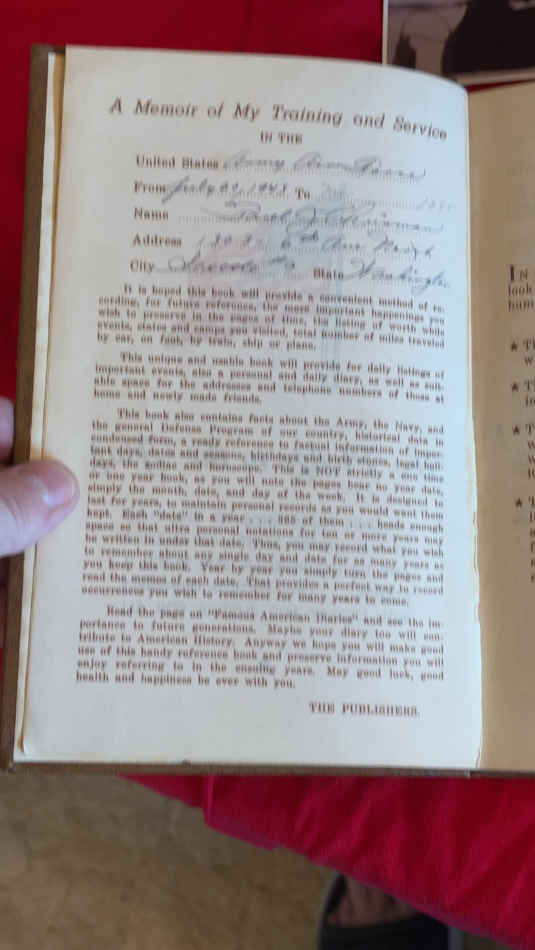 A Memoir of My Training and Service
IN THE
United States Army
From July 1943 To
Name
Address 6th Ave
City State Washington
It is hoped this book will provide a convenient method of re-
cording, for future reference, the more important happenings you
wish to preserve in the pages of time, the listing of worth while
events, states and camps you visited, total number of miles traveled
by car, on foot, by train, ship or plane.
This unique and usable book will provide for daily listings of
important events, also a personal and daily diary, as well as suit-
able space for the addresses and telephone numbers of those at
home and newly made friends.
This book also contains facts about the Army, the Navy, and
the general Defense Program of our country, historical data in
condensed form, a ready reference to factual information of impor-
tant days, dates and seasons, birthdays and birth stones, legal holi-
days, the zodiac and horoscope. This is NOT strictly a one time
or one year book, as you will note the pages bear no year date,
simply the month, date, and day of the week. It is designed to
last for years, to maintain personal records as you would want them
kept. Each "date" in a year .... 365 of them .... heads enough
space so that ultra personal notations for ten or more years may
be written in under that date. Thus, you may record what you wish
to remember about any single day and date for as many years as
you keep this book. Year by year you simply turn the pages and
read the memos of each date. That provides a perfect way to record
occurrences you wish to remember for many years to come.
Read the page on "Famous American Diaries" and see the im-
portance to future generations. Maybe your diary too will con-
tribute to American History. Anyway we hope you will make good
use of this handy reference book and preserve information you will
enjoy referring to in the ensuing years. May good luck, good
health and happiness be ever with you.
THE PUBLISHERS.
IN
look
hum